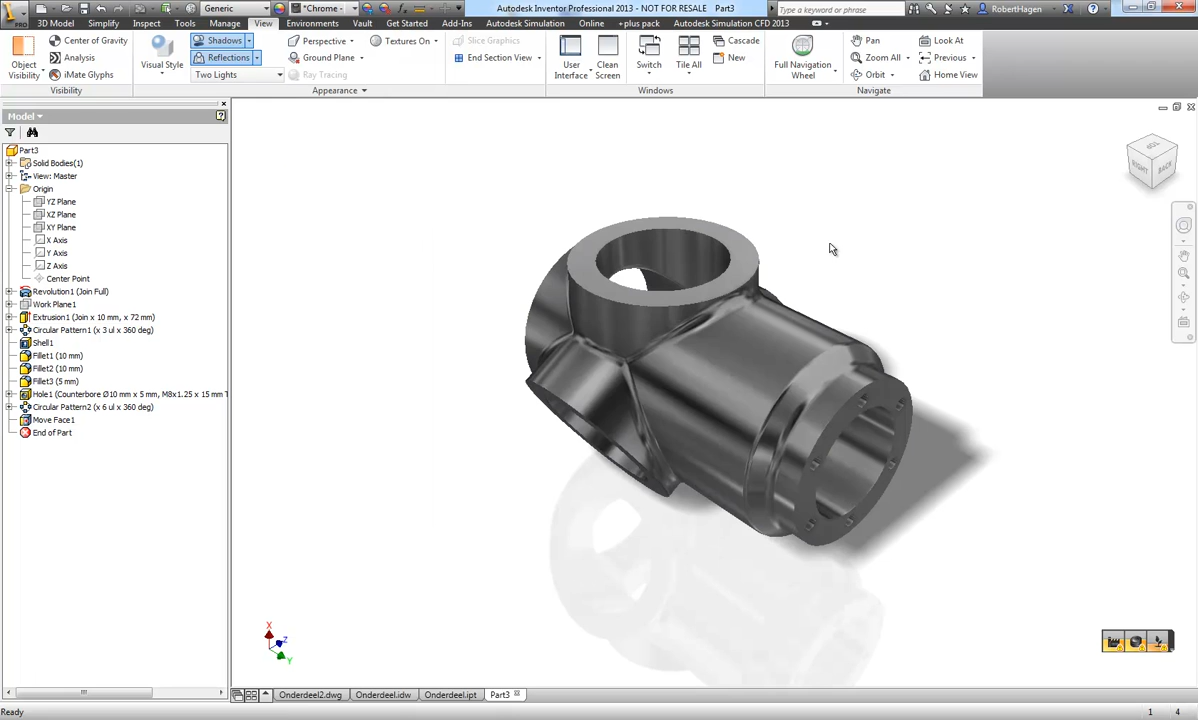 Generic
*Chrome
Autodesk Inventor Professional 2013 - NOT FOR RESALE Part3
Type a keyword or phrase
RobertHagen
PRO
3D Model
Simplify
Inspect
Tools
Manage
View
Environments
Vault
Get Started
Add-Ins
Autodesk Simulation
Online
+plus pack
Autodesk Simulation CFD 2013
Object Visibility
Center of Gravity
Analysis
iMate Glyphs
Visibility
Visual Style
Shadows
Reflections
Two Lights
Perspective
Ground Plane
Ray Tracing
Textures On
Appearance
Slice Graphics
End Section View
User Interface
Clean Screen
Switch
Tile All
Cascade
New
Windows
Full Navigation Wheel
Pan
Zoom All
Orbit
Look At
Previous
Home View
Navigate
Model
Part3
Solid Bodies(1)
View: Master
Origin
YZ Plane
XZ Plane
XY Plane
X Axis
Y Axis
Z Axis
Center Point
Revolution1 (Join Full)
Work Plane1
Extrusion1 (Join x 10 mm, x 72 mm)
Circular Pattern1 (x 3 ul x 360 deg)
Shell1
Fillet1 (10 mm)
Fillet2 (10 mm)
Fillet3 (5 mm)
Hole1 (Counterbore Ø10 mm x 5 mm, M8x1.25 x 15 mm T
Circular Pattern2 (x 6 ul x 360 deg)
Move Face1
End of Part
TOP
RIGHT
BACK
X
Z
Y
Onderdeel2.dwg
Onderdeel.idw
Onderdeel.ipt
Part3
Ready
1
4